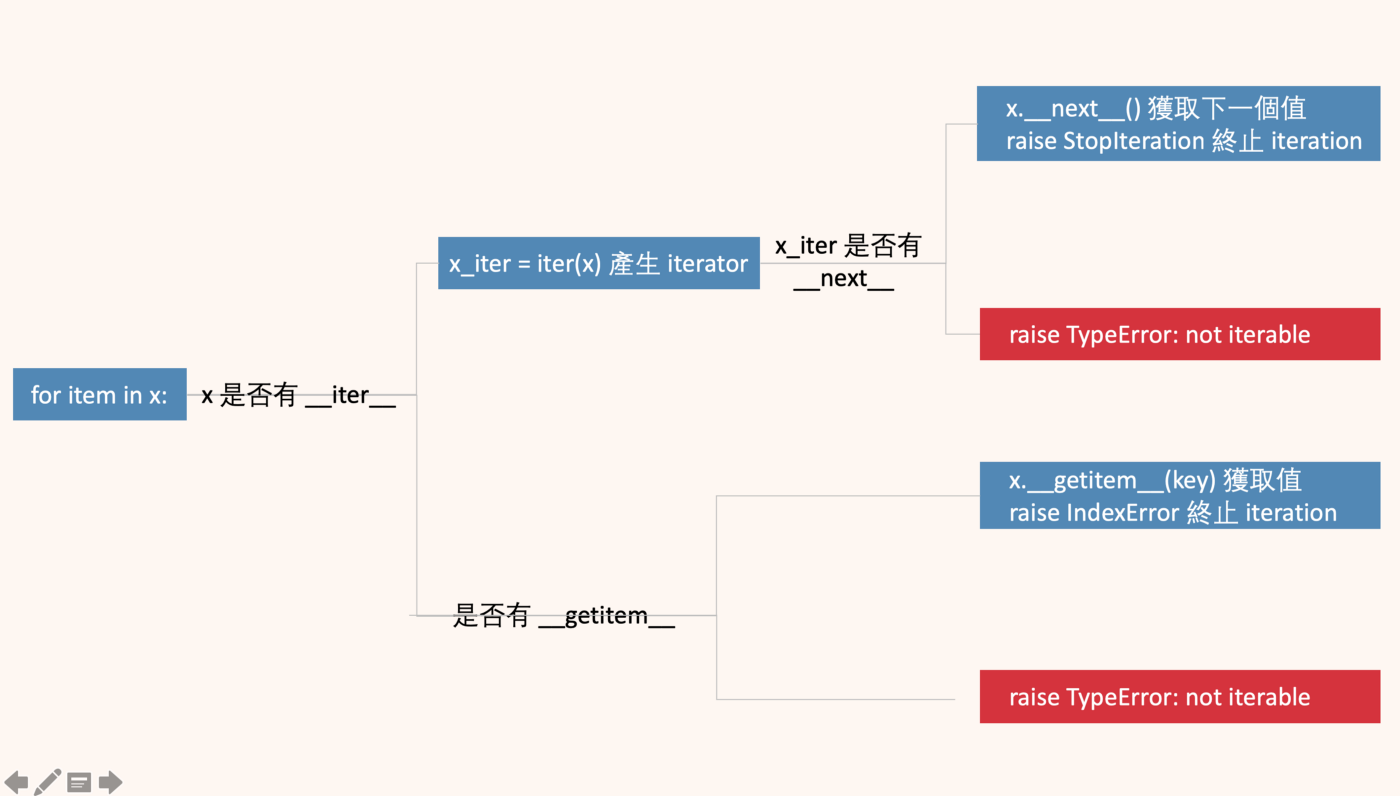 x.__next__() 獲取下一個值
raise StopIteration 終止 iteration
x_iter 是否有
__next__
x_iter = iter(x) 產生 iterator
raise TypeError: not iterable
for item in x:
x 是否有 __iter__
x.__getitem__(key) 獲取值
raise IndexError 終止 iteration
是否有 __getitem__
raise TypeError: not iterable